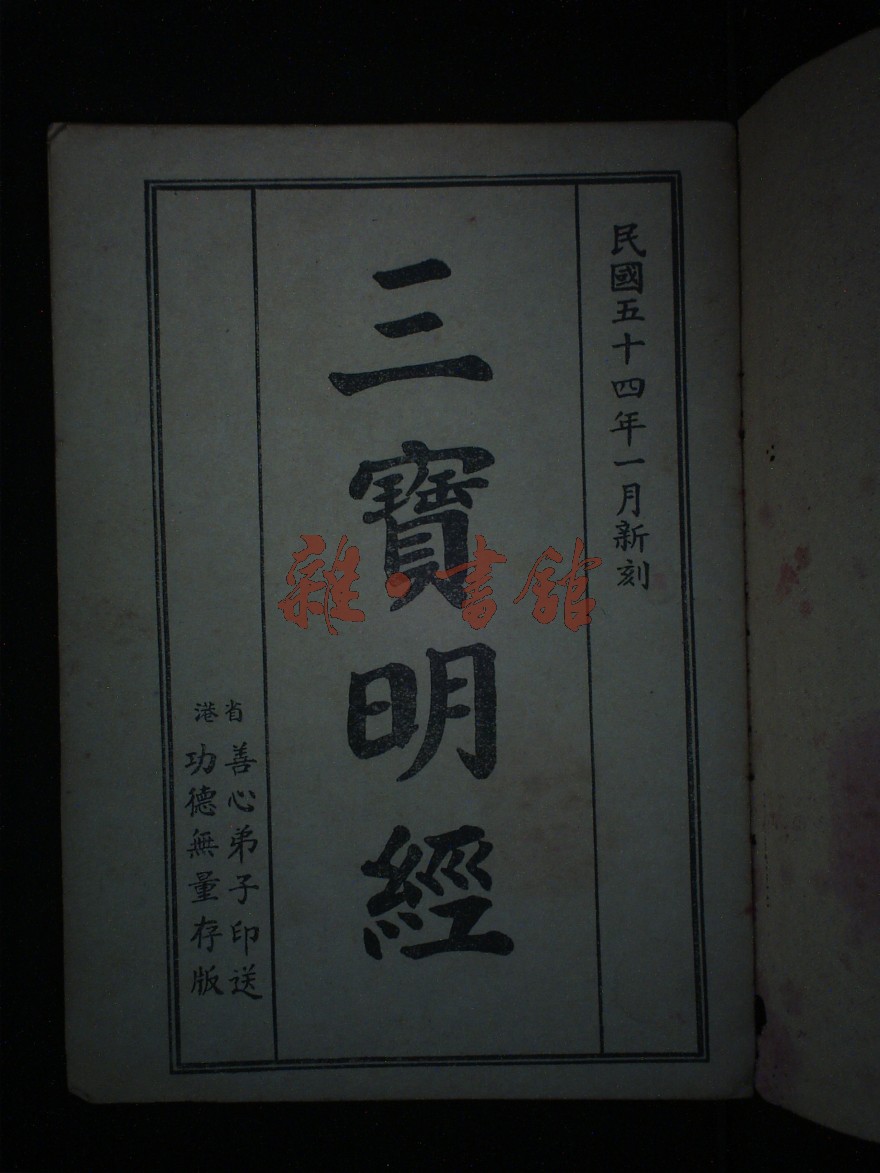 民國五十四年一月新刻
三寶明經
省港
善心弟子印送
功德無量存版
雜·書館